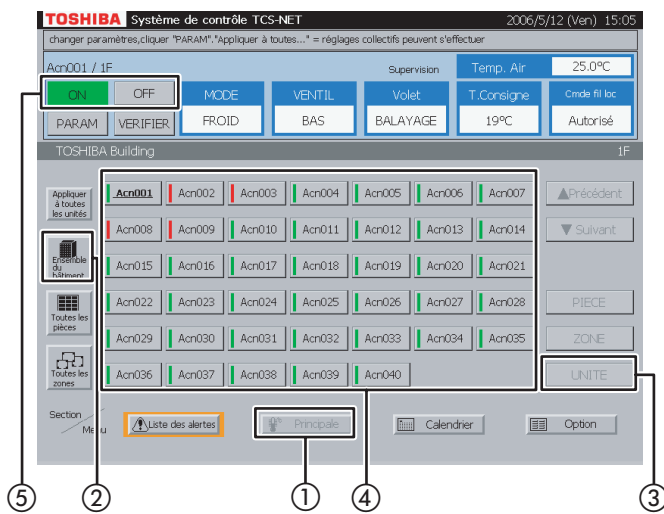 TOSHIBA Système de contrôle TCS-NET 2006/5/12 (Ven) 15:05
changer paramètres,cliquer "PARAM"."Appliquer à toutes..." = réglages collectifs peuvent s'effectuer
Acn001 / 1F Supervision Temp. Air 25.0ºC
ON OFF MODE VENTIL Volet T.Consigne Cmde fil loc
PARAM VERIFIER FROID BAS BALAYAGE 19ºC Autorisé
TOSHIBA Building 1F
Appliquer
à toutes
les unités
Acn001 Acn002 Acn003 Acn004 Acn005 Acn006 Acn007 ▲Précédent
Acn008 Acn009 Acn010 Acn011 Acn012 Acn013 Acn014 ▼ Suivant
Ensemble
du
bâtiment
Acn015 Acn016 Acn017 Acn018 Acn019 Acn020 Acn021
Acn022 Acn023 Acn024 Acn025 Acn026 Acn027 Acn028 PIECE
Toutes les
pièces
Acn029 Acn030 Acn031 Acn032 Acn033 Acn034 Acn035 ZONE
Toutes les
zones
Acn036 Acn037 Acn038 Acn039 Acn040 UNITE
Section
Menu
Liste des alertes Principale Calendrier Option
⑤ ② ① ④ ③